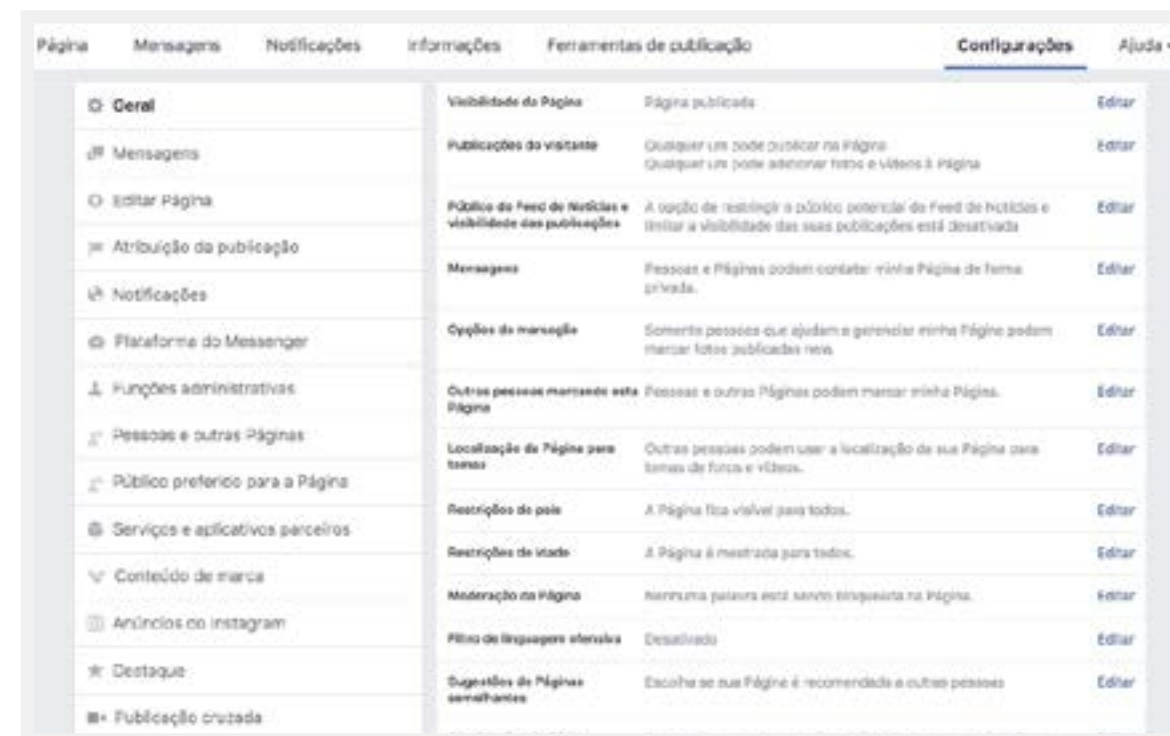 Página Mensagens Notificações Informações Ferramentas de publicação Configurações Ajuda
Geral
Mensagens
Editar Página
Atribuição da publicação
Notificações
Plataforma do Messenger
Funções administrativas
Pessoas e outras Páginas
Público preferido para a Página
Serviços e aplicativos parceiros
Conteúdo de marca
Anúncios do Instagram
Destaque
Publicação cruzada
Visibilidade da Página Página publicada Editar
Publicações do visitante Qualquer um pode publicar na Página Editar
Qualquer um pode adicionar fotos e vídeos à Página
Público do Feed de Notícias e A opção de restringir o público potencial do Feed de Notícias e Editar
visibilidade das publicações limitar a visibilidade das suas publicações está desativada
Mensagens Pessoas e Páginas podem contatar minha Página de forma Editar
privada.
Opções de marcação Somente pessoas que ajudam a gerenciar minha Página podem Editar
marcar fotos publicadas nela.
Outras pessoas marcando esta Pessoas e outras Páginas podem marcar minha Página. Editar
Página
Localização da Página para Outras pessoas podem usar a localização da sua Página para Editar
temas temas de fotos e vídeos.
Restrições de país A Página fica visível para todos. Editar
Restrições de idade A Página é mostrada para todos. Editar
Moderação da Página Nenhuma palavra está sendo bloqueada na Página. Editar
Filtro de linguagem ofensiva Desativado Editar
Sugestões de Páginas Escolha se sua Página é recomendada a outras pessoas Editar
semelhantes